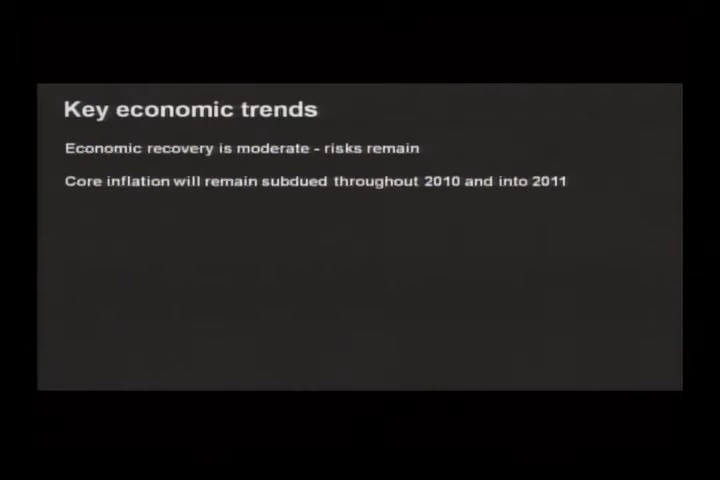 Key economic trends
Economic recovery is moderate - risks remain
Core inflation will remain subdued throughout 2010 and into 2011